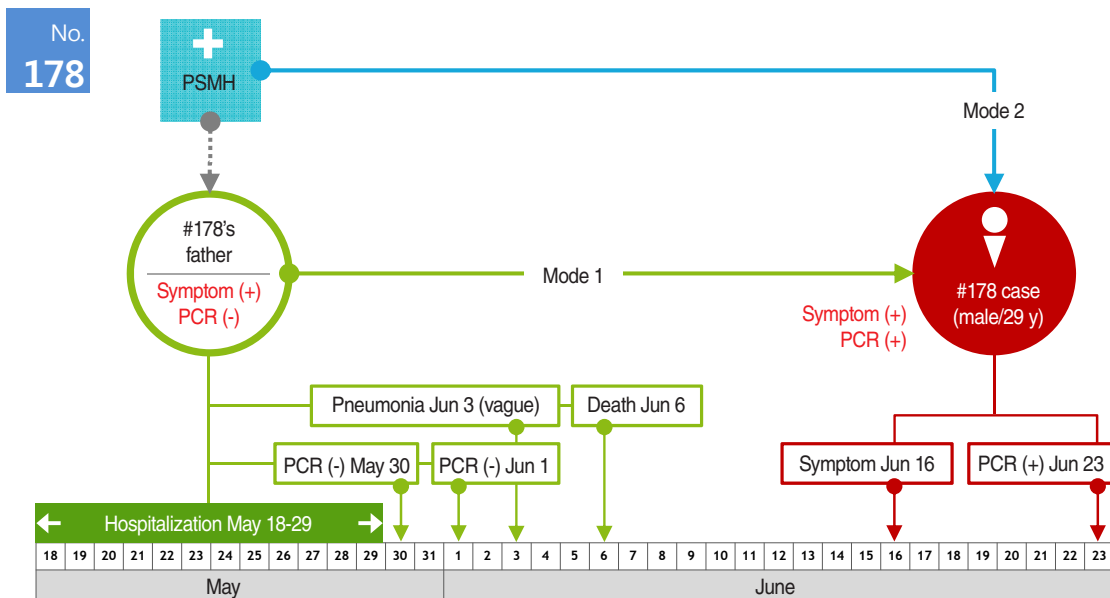 No.
178
PSMH
Mode 2
#178's
father
Symptom (+)
PCR (-)
Mode 1
#178 case
(male/29 y)
Symptom (+)
PCR (+)
Pneumonia Jun 3 (vague)
Death Jun 6
PCR (-) May 30
PCR (-) Jun 1
Symptom Jun 16
PCR (+) Jun 23
Hospitalization May 18-29
18 19 20 21 22 23 24 25 26 27 28 29 30 31 1 2 3 4 5 6 7 8 9 10 11 12 13 14 15 16 17 18 19 20 21 22 23
May
June